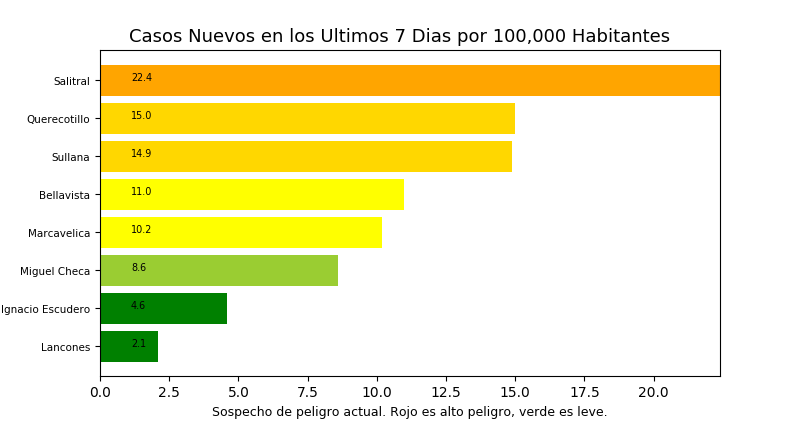 Casos Nuevos en los Ultimos 7 Dias por 100,000 Habitantes
Salitral 22.4
Querecotillo 15.0
Sullana 14.9
Bellavista 11.0
Marcavelica 10.2
Miguel Checa 8.6
Ignacio Escudero 4.6
Lancones 2.1
0.0 2.5 5.0 7.5 10.0 12.5 15.0 17.5 20.0
Sospecho de peligro actual. Rojo es alto peligro, verde es leve.